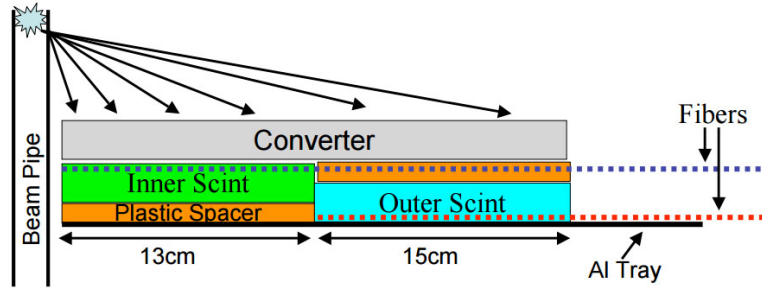 Beam Pipe
Converter
Fibers
Inner Scint
Outer Scint
Plastic Spacer
13cm
15cm
Al Tray